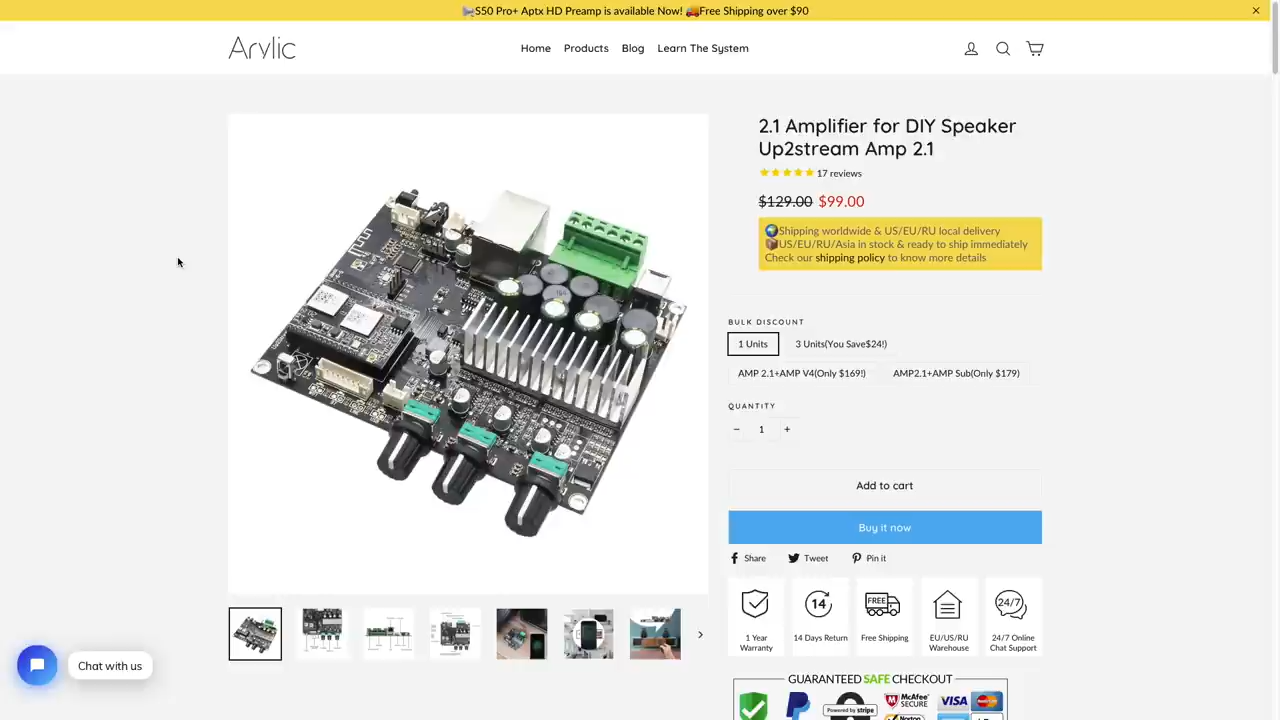 S50 Pro+ Aptx HD Preamp is available Now! 🚚Free Shipping over $90
Arylic
Home Products Blog Learn The System
2.1 Amplifier for DIY Speaker
Up2stream Amp 2.1
17 reviews
$129.00 $99.00
🌍Shipping worldwide & US/EU/RU local delivery
📦US/EU/RU/Asia in stock & ready to ship immediately
Check our shipping policy to know more details
BULK DISCOUNT
1 Units 3 Units(You Save$24!)
AMP 2.1+AMP V4(Only $169!) AMP2.1+AMP Sub(Only $179)
QUANTITY
− 1 +
Add to cart
Buy it now
Share Tweet Pin it
14 FREE 24/7
1 Year
Warranty
14 Days Return
Free Shipping
EU/US/RU
Warehouse
24/7 Online
Chat Support
Chat with us
GUARANTEED SAFE CHECKOUT
McAfee
SECURE
VISA
MasterCard
Powered by stripe
Norton